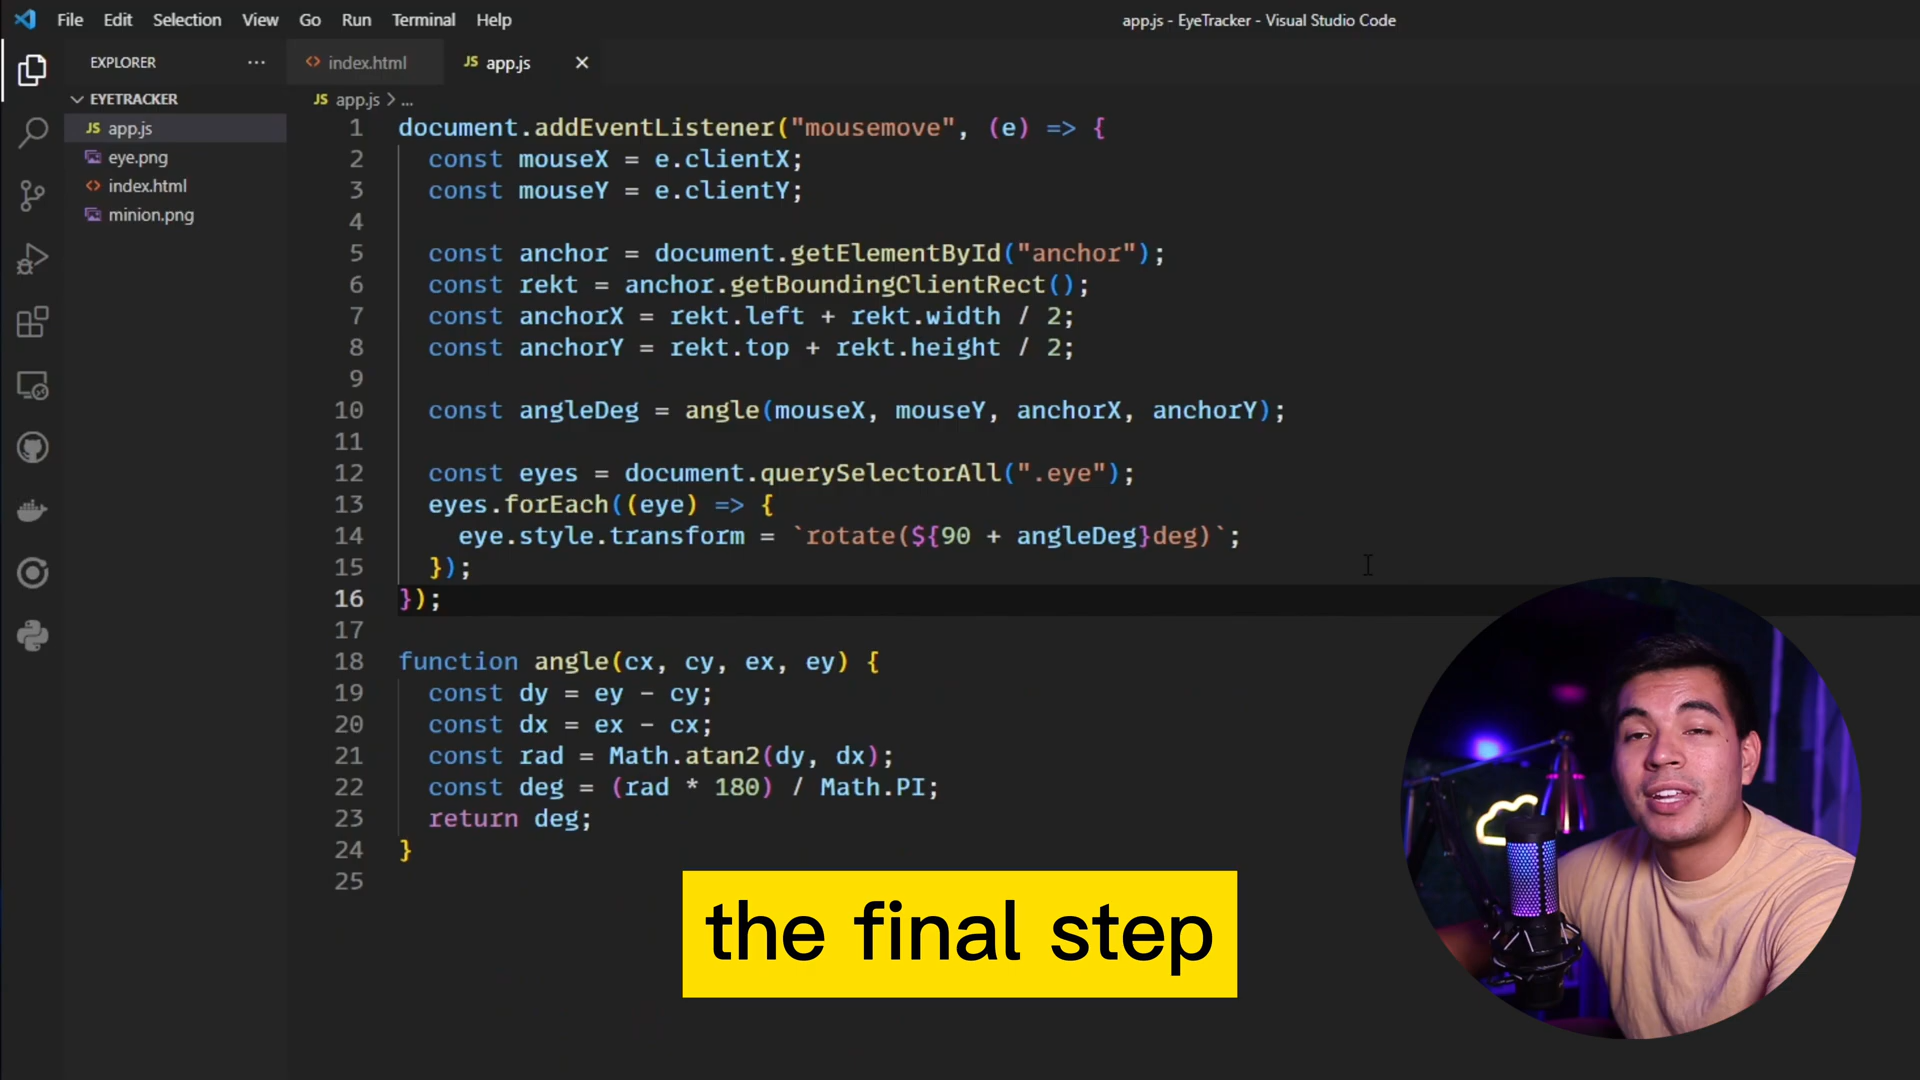 File Edit Selection View Go Run Terminal Help
app.js - EyeTracker - Visual Studio Code
EXPLORER ...
EYETRACKER
JS app.js
eye.png
<> index.html
minion.png
<> index.html
JS app.js ×
JS app.js > ...
1 document.addEventListener("mousemove", (e) => {
2 const mouseX = e.clientX;
3 const mouseY = e.clientY;
4
5 const anchor = document.getElementById("anchor");
6 const rekt = anchor.getBoundingClientRect();
7 const anchorX = rekt.left + rekt.width / 2;
8 const anchorY = rekt.top + rekt.height / 2;
9
10 const angleDeg = angle(mouseX, mouseY, anchorX, anchorY);
11
12 const eyes = document.querySelectorAll(".eye");
13 eyes.forEach((eye) => {
14 eye.style.transform = `rotate(${90 + angleDeg}deg)`;
15 });
16 });
17
18 function angle(cx, cy, ex, ey) {
19 const dy = ey - cy;
20 const dx = ex - cx;
21 const rad = Math.atan2(dy, dx);
22 const deg = (rad * 180) / Math.PI;
23 return deg;
24 }
25
the final step